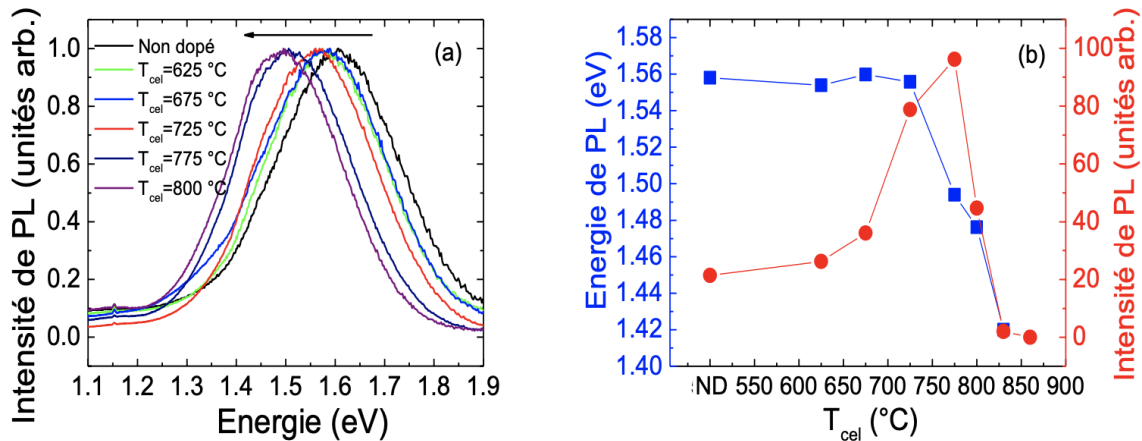 (a)
Intensité de PL (unités arb.)
1.0
0.8
0.6
0.4
0.2
0.0
Non dopé
Tcel=625 °C
Tcel=675 °C
Tcel=725 °C
Tcel=775 °C
Tcel=800 °C
1.1 1.2 1.3 1.4 1.5 1.6 1.7 1.8 1.9
Energie (eV)
(b)
Energie de PL (eV)
1.58
1.56
1.54
1.52
1.50
1.48
1.46
1.44
1.42
1.40
ND 550 600 650 700 750 800 850 900
Tcel (°C)
100
80
60
40
20
0
Intensité de PL (unités arb.)